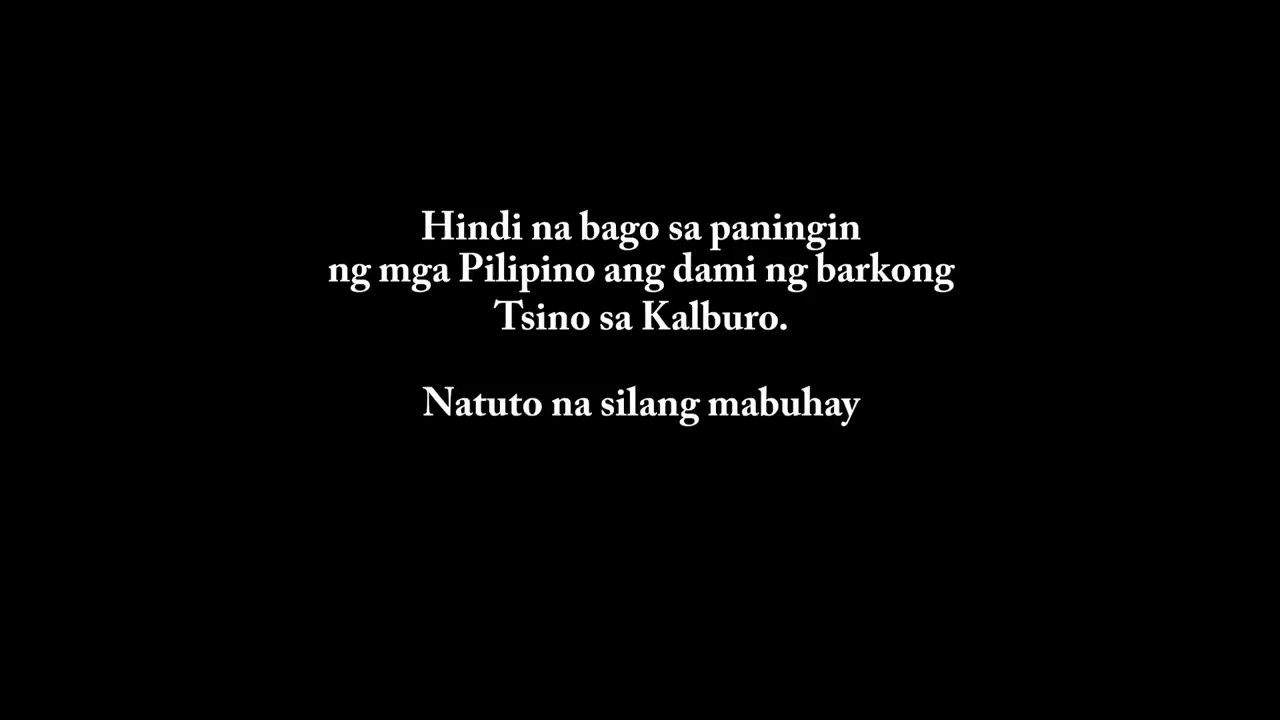 Hindi na bago sa paningin
ng mga Pilipino ang dami ng barkong
Tsino sa Kalburo.
Natuto na silang mabuhay